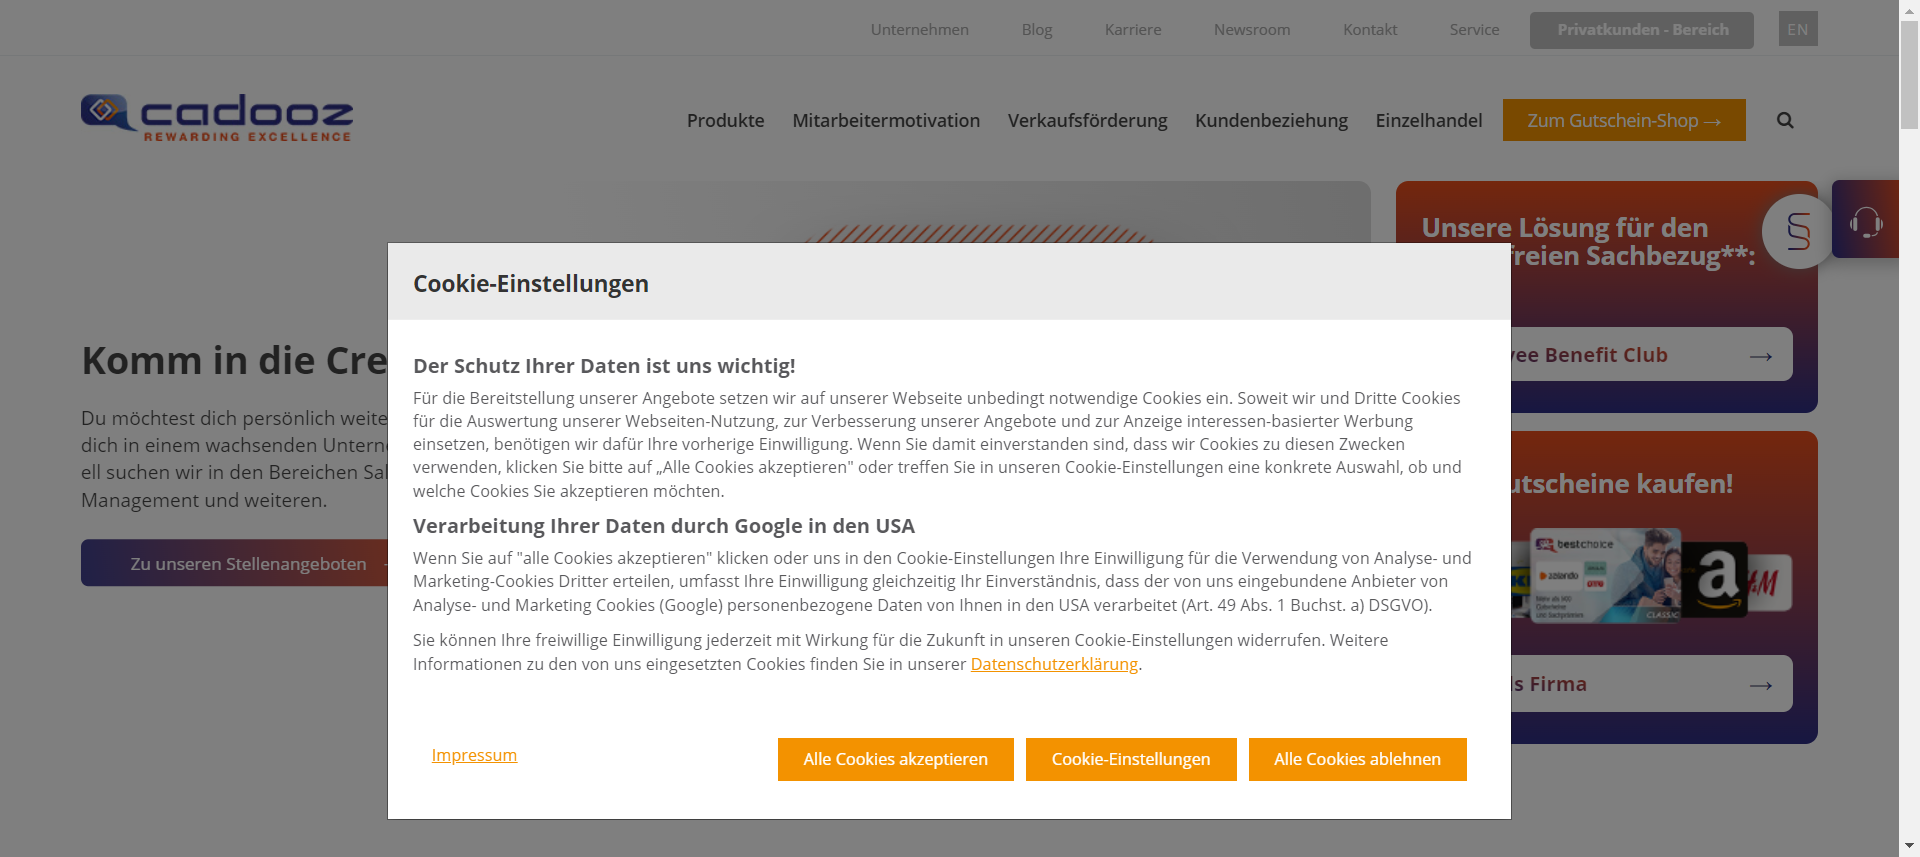 Unternehmen Blog Karriere Newsroom Kontakt Service Privatkunden - Bereich EN
cadooz
REWARDING EXCELLENCE
Produkte Mitarbeitermotivation Verkaufsförderung Kundenbeziehung Einzelhandel Zum Gutschein-Shop →
Unsere Lösung für den
freien Sachbezug**:
Benefit Club →
Komm in die
Du möchtest dich persönlich
dich in einem wachsenden
ell suchen wir in den Bereichen
Management und weiteren.
Zu unseren Stellenangeboten
Cookie-Einstellungen
Der Schutz Ihrer Daten ist uns wichtig!
Für die Bereitstellung unserer Angebote setzen wir auf unserer Webseite unbedingt notwendige Cookies ein. Soweit wir und Dritte Cookies
für die Auswertung unserer Webseiten-Nutzung, zur Verbesserung unserer Angebote und zur Anzeige interessen-basierter Werbung
einsetzen, benötigen wir dafür Ihre vorherige Einwilligung. Wenn Sie damit einverstanden sind, dass wir Cookies zu diesen Zwecken
verwenden, klicken Sie bitte auf „Alle Cookies akzeptieren" oder treffen Sie in unseren Cookie-Einstellungen eine konkrete Auswahl, ob und
welche Cookies Sie akzeptieren möchten.
Verarbeitung Ihrer Daten durch Google in den USA
Wenn Sie auf "alle Cookies akzeptieren" klicken oder uns in den Cookie-Einstellungen Ihre Einwilligung für die Verwendung von Analyse- und
Marketing-Cookies Dritter erteilen, umfasst Ihre Einwilligung gleichzeitig Ihr Einverständnis, dass der von uns eingebundene Anbieter von
Analyse- und Marketing Cookies (Google) personenbezogene Daten von Ihnen in den USA verarbeitet (Art. 49 Abs. 1 Buchst. a) DSGVO).
Sie können Ihre freiwillige Einwilligung jederzeit mit Wirkung für die Zukunft in unseren Cookie-Einstellungen widerrufen. Weitere
Informationen zu den von uns eingesetzten Cookies finden Sie in unserer Datenschutzerklärung.
Impressum
Alle Cookies akzeptieren Cookie-Einstellungen Alle Cookies ablehnen
utscheine kaufen!
bestchoice
zalando
OTTO
CLASSIC
a
Firma →